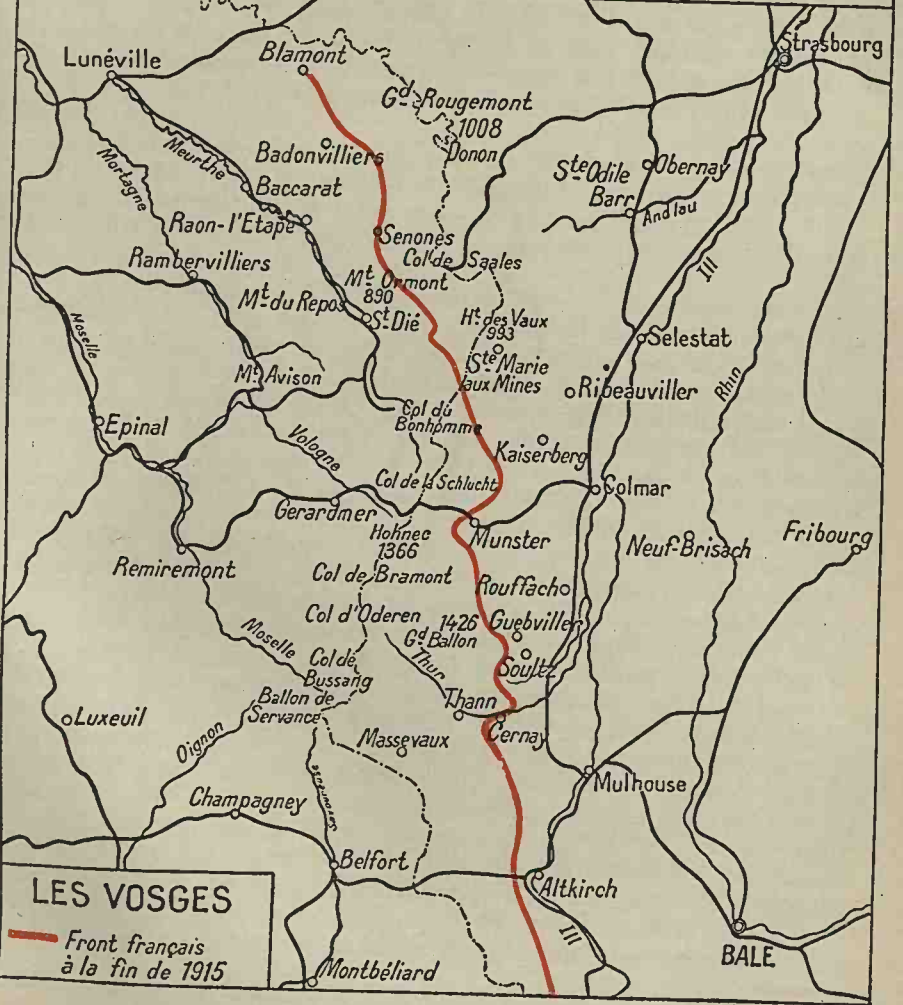 Strasbourg
Lunéville
Blamont
Gd Rougemont
1008
Donon
Meurthe
Mortagne
Badonvilliers
Baccarat
Ste Odile
Obernay
Barr
Andlau
Raon-l'Etape
Senones
Col de Saales
Ill
Rambervilliers
Mt Ormont
890
Mt du Repos
St Dié
Ht des Vaux
993
Selestat
Moselle
Ste Marie
aux Mines
Mt Avison
Ribeauviller
Rhin
Epinal
Col du
Bonhomme
Vologne
Kaiserberg
Col de la Schlucht
Colmar
Gerardmer
Hohnec
1366
Munster
Neuf-Brisach
Fribourg
Remiremont
Col de Bramont
Rouffach
Col d'Oderen
1426
Gd Ballon
Guebviller
Moselle
Thur
Soultz
Col de
Bussang
Ballon de
Servance
Thann
Luxeuil
Oignon
Massevaux
Cernay
Mulhouse
Champagney
Savoureuse
Belfort
Altkirch
Ill
BALE
Montbéliard
LES VOSGES
Front français
à la fin de 1915